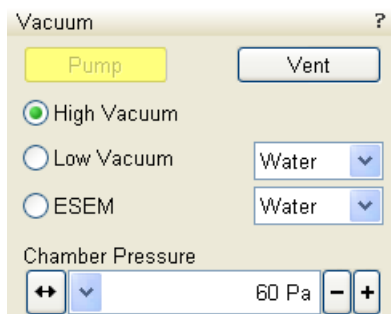 Vacuum ?
Pump Vent
High Vacuum
Low Vacuum Water
ESEM Water
Chamber Pressure
↔ 60 Pa − +